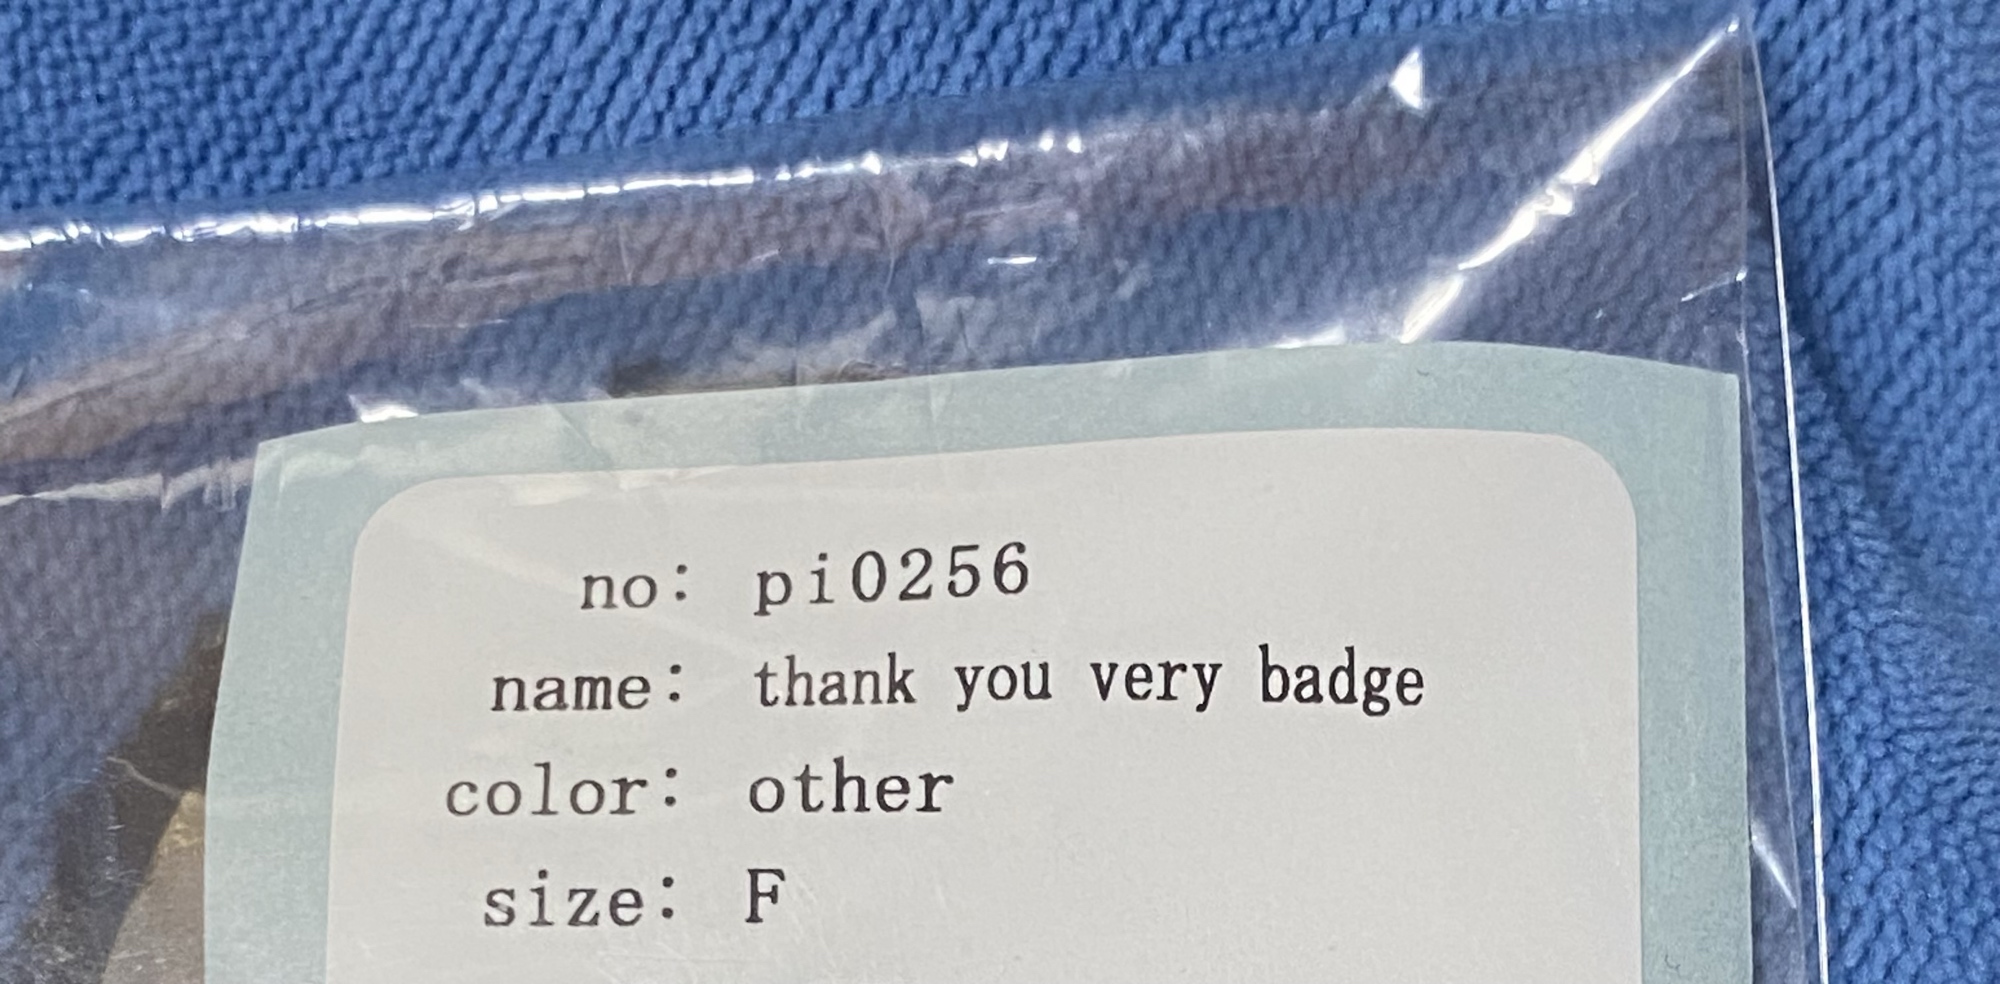 no: pi0256
name: thank you very badge
color: other
size: F